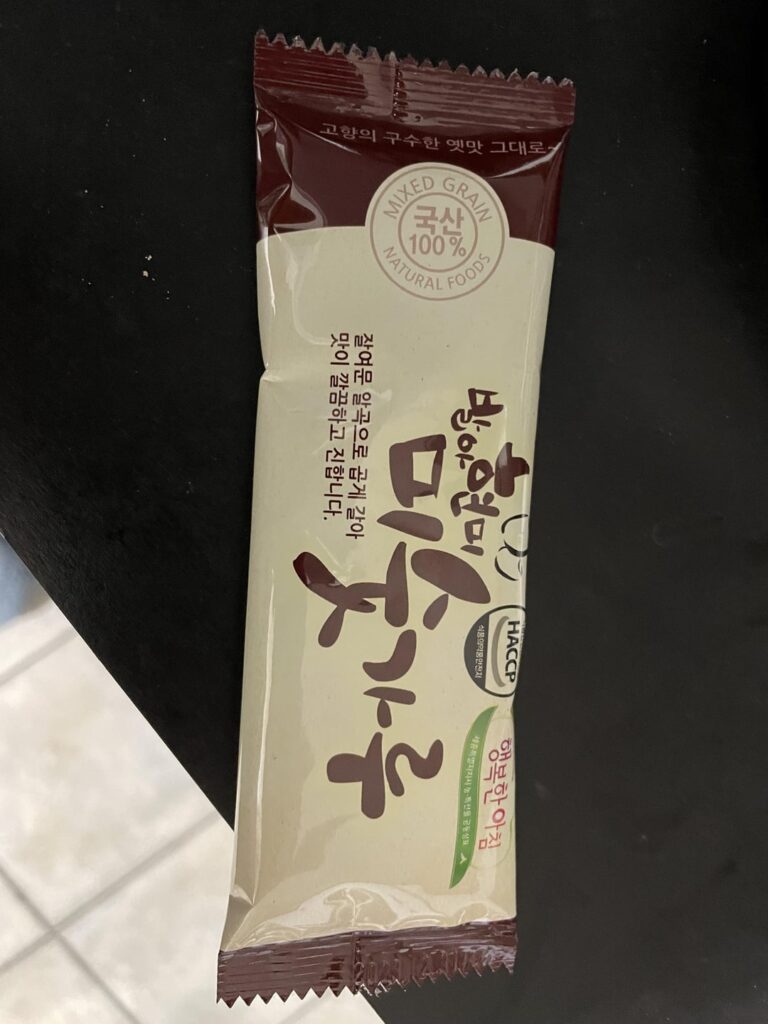 고향의 구수한 옛맛 그대로~
MIXED GRAIN
국산
100%
NATURAL FOODS
발아현미
미숫가루
잘여문 알곡으로 곱게 갈아
맛이 깔끔하고 진합니다.
HACCP
행복한아침